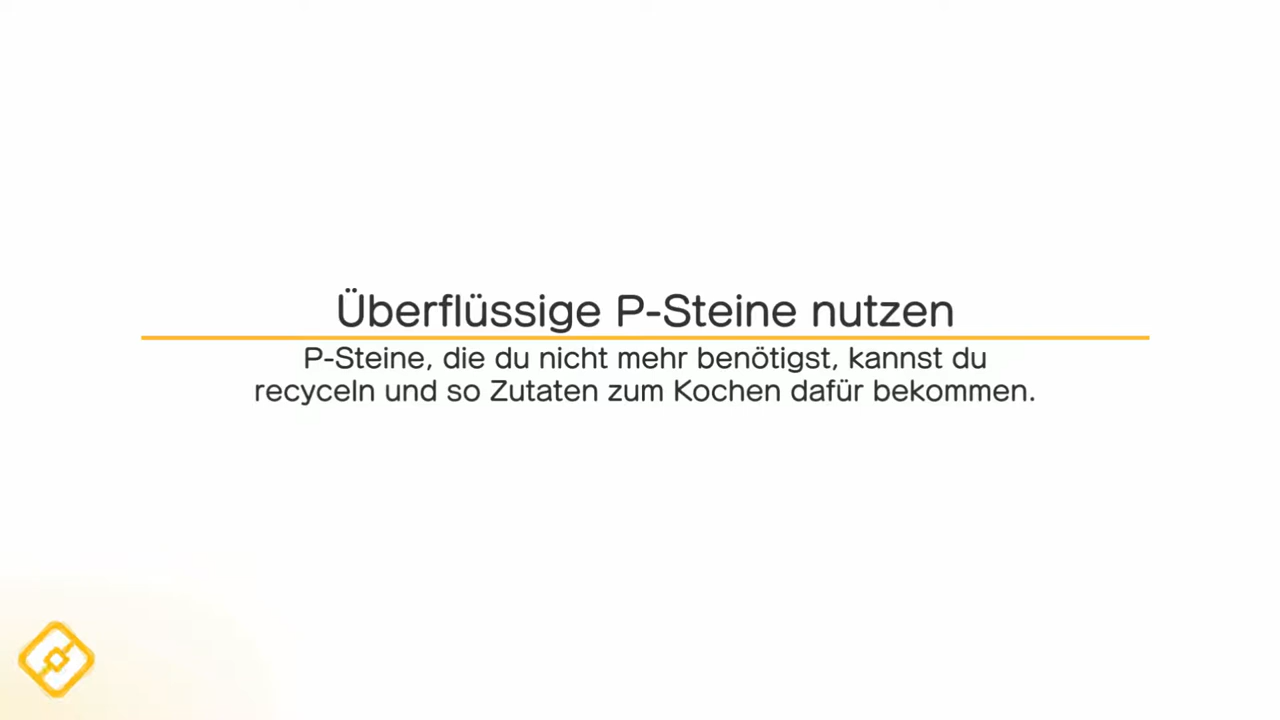 Überflüssige P-Steine nutzen
P-Steine, die du nicht mehr benötigst, kannst du
recyceln und so Zutaten zum Kochen dafür bekommen.